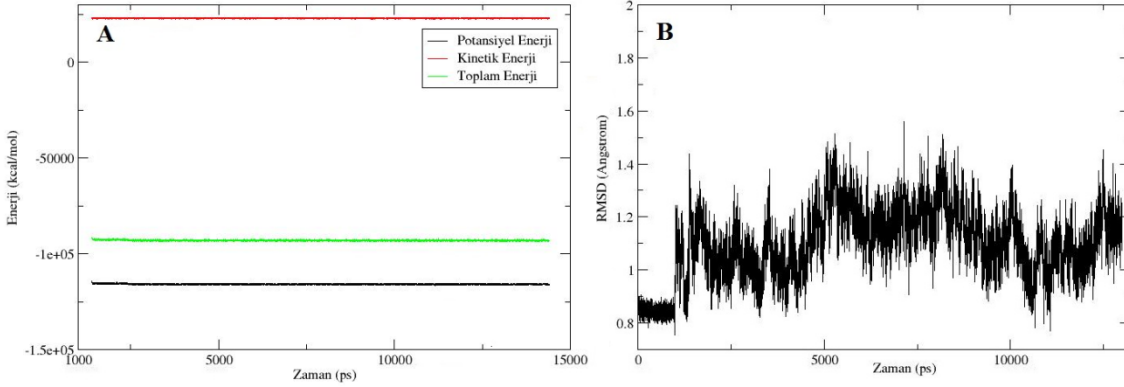 A
Potansiyel Enerji
Kinetik Enerji
Toplam Enerji
0
-50000
-1e+05
-1.5e+05
Enerji (kcal/mol)
1000
5000
10000
15000
Zaman (ps)
B
2
1.8
1.6
1.4
1.2
1
0.8
RMSD (Angstrom)
0
5000
10000
Zaman (ps)